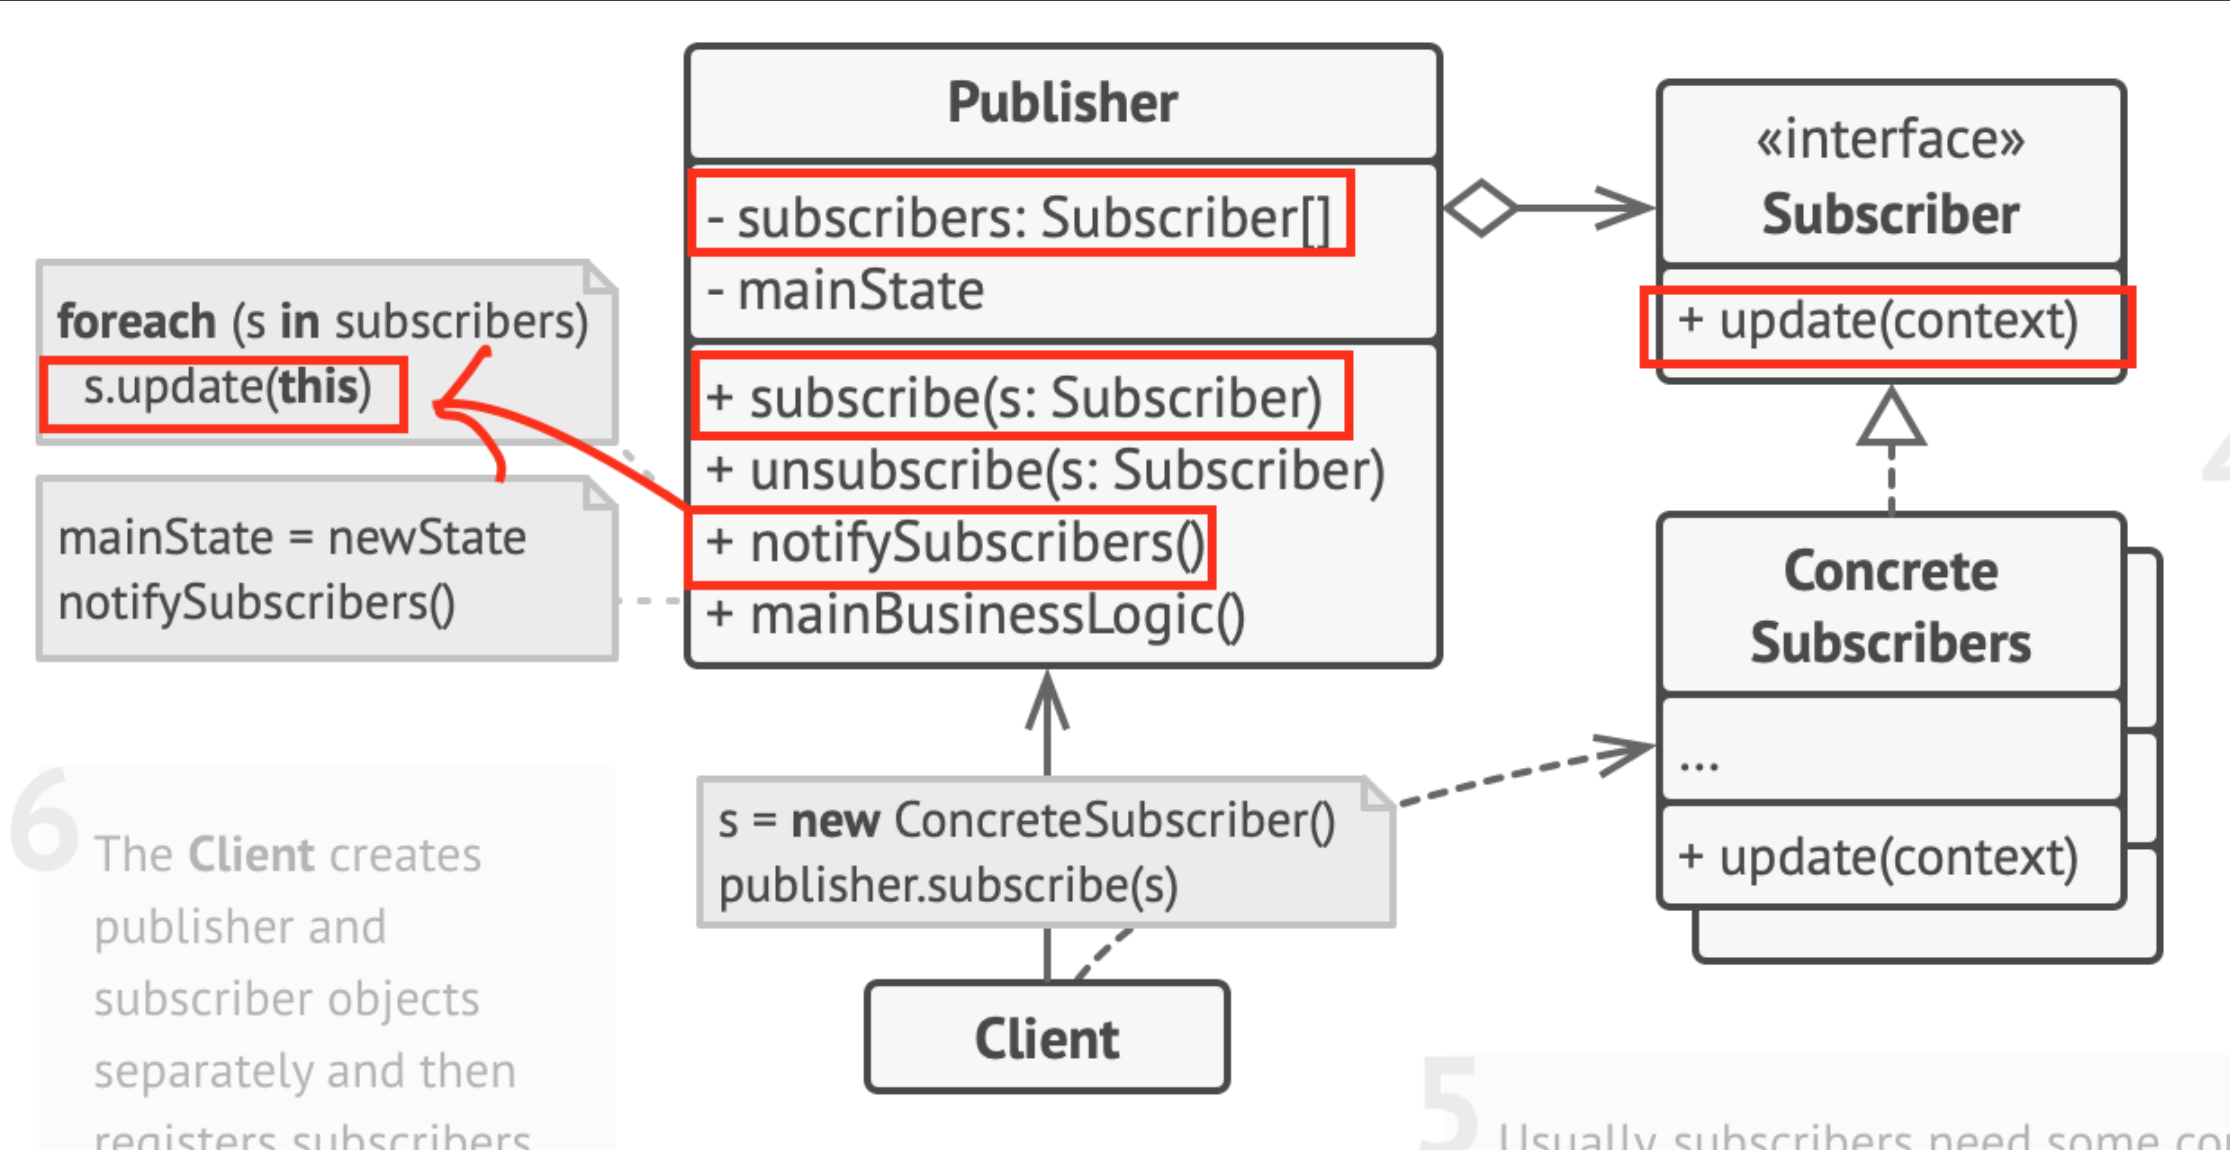 Publisher
- subscribers: Subscriber[]
- mainState
+ subscribe(s: Subscriber)
+ unsubscribe(s: Subscriber)
+ notifySubscribers()
+ mainBusinessLogic()
«interface»
Subscriber
+ update(context)
foreach (s in subscribers)
s.update(this)
mainState = newState
notifySubscribers()
Concrete
Subscribers
...
+ update(context)
s = new ConcreteSubscriber()
publisher.subscribe(s)
Client
6
The Client creates
publisher and
subscriber objects
separately and then
registers subscribers
5
Usually subscribers need some